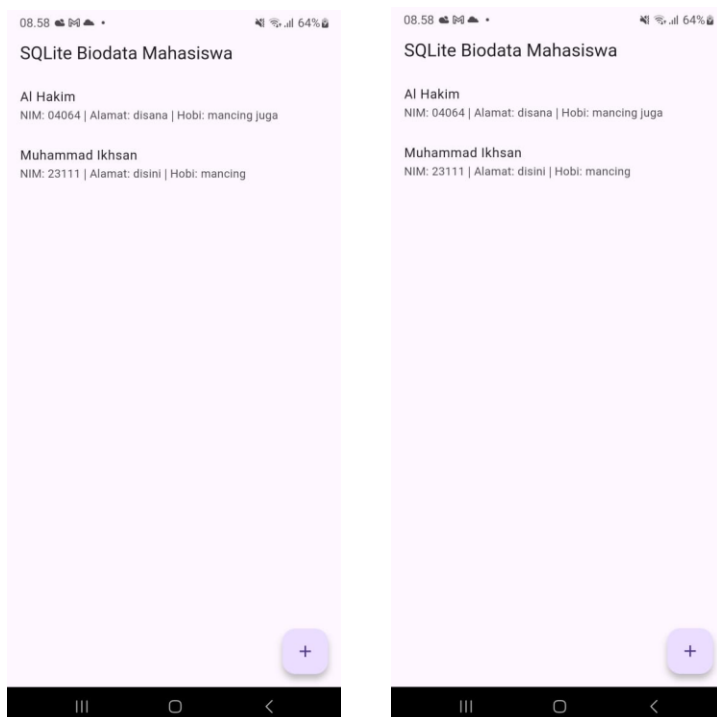 08.58
64%
SQLite Biodata Mahasiswa
Al Hakim
NIM: 04064 | Alamat: disana | Hobi: mancing juga
Muhammad Ikhsan
NIM: 23111 | Alamat: disini | Hobi: mancing
+
08.58
64%
SQLite Biodata Mahasiswa
Al Hakim
NIM: 04064 | Alamat: disana | Hobi: mancing juga
Muhammad Ikhsan
NIM: 23111 | Alamat: disini | Hobi: mancing
+